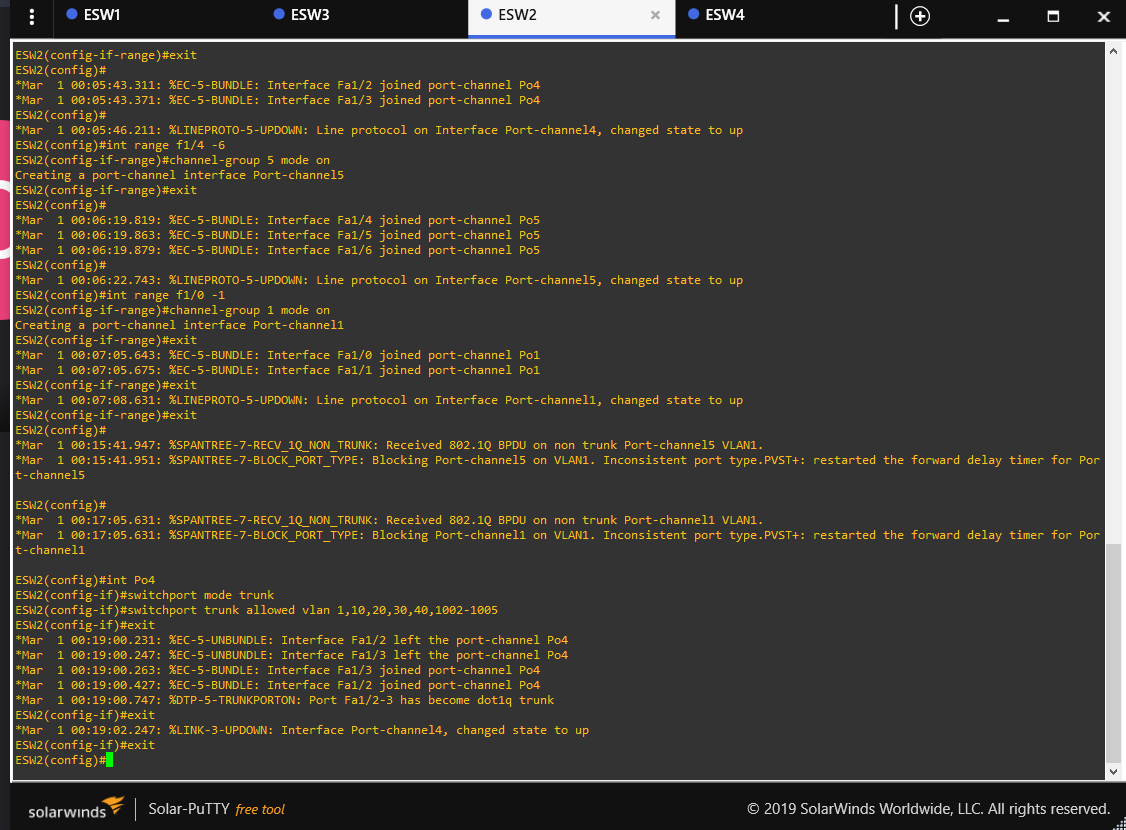 ESW1
ESW3
ESW2
ESW4
ESW2(config-if-range)#exit
ESW2(config)#
*Mar  1 00:05:43.311: %EC-5-BUNDLE: Interface Fa1/2 joined port-channel Po4
*Mar  1 00:05:43.371: %EC-5-BUNDLE: Interface Fa1/3 joined port-channel Po4
ESW2(config)#
*Mar  1 00:05:46.211: %LINEPROTO-5-UPDOWN: Line protocol on Interface Port-channel4, changed state to up
ESW2(config)#int range f1/4 -6
ESW2(config-if-range)#channel-group 5 mode on
Creating a port-channel interface Port-channel5
ESW2(config-if-range)#exit
ESW2(config)#
*Mar  1 00:06:19.819: %EC-5-BUNDLE: Interface Fa1/4 joined port-channel Po5
*Mar  1 00:06:19.863: %EC-5-BUNDLE: Interface Fa1/5 joined port-channel Po5
*Mar  1 00:06:19.879: %EC-5-BUNDLE: Interface Fa1/6 joined port-channel Po5
ESW2(config)#
*Mar  1 00:06:22.743: %LINEPROTO-5-UPDOWN: Line protocol on Interface Port-channel5, changed state to up
ESW2(config)#int range f1/0 -1
ESW2(config-if-range)#channel-group 1 mode on
Creating a port-channel interface Port-channel1
ESW2(config-if-range)#exit
*Mar  1 00:07:05.643: %EC-5-BUNDLE: Interface Fa1/0 joined port-channel Po1
*Mar  1 00:07:05.675: %EC-5-BUNDLE: Interface Fa1/1 joined port-channel Po1
ESW2(config-if-range)#exit
*Mar  1 00:07:08.631: %LINEPROTO-5-UPDOWN: Line protocol on Interface Port-channel1, changed state to up
ESW2(config-if-range)#exit
ESW2(config)#
*Mar  1 00:15:41.947: %SPANTREE-7-RECV_1Q_NON_TRUNK: Received 802.1Q BPDU on non trunk Port-channel5 VLAN1.
*Mar  1 00:15:41.951: %SPANTREE-7-BLOCK_PORT_TYPE: Blocking Port-channel5 on VLAN1. Inconsistent port type.PVST+: restarted the forward delay timer for Por
t-channel5
ESW2(config)#
*Mar  1 00:17:05.631: %SPANTREE-7-RECV_1Q_NON_TRUNK: Received 802.1Q BPDU on non trunk Port-channel1 VLAN1.
*Mar  1 00:17:05.631: %SPANTREE-7-BLOCK_PORT_TYPE: Blocking Port-channel1 on VLAN1. Inconsistent port type.PVST+: restarted the forward delay timer for Por
t-channel1
ESW2(config)#int Po4
ESW2(config-if)#switchport mode trunk
ESW2(config-if)#switchport trunk allowed vlan 1,10,20,30,40,1002-1005
ESW2(config-if)#exit
*Mar  1 00:19:00.231: %EC-5-UNBUNDLE: Interface Fa1/2 left the port-channel Po4
*Mar  1 00:19:00.247: %EC-5-UNBUNDLE: Interface Fa1/3 left the port-channel Po4
*Mar  1 00:19:00.263: %EC-5-BUNDLE: Interface Fa1/3 joined port-channel Po4
*Mar  1 00:19:00.427: %EC-5-BUNDLE: Interface Fa1/2 joined port-channel Po4
*Mar  1 00:19:00.747: %DTP-5-TRUNKPORTON: Port Fa1/2-3 has become dot1q trunk
ESW2(config-if)#exit
*Mar  1 00:19:02.247: %LINK-3-UPDOWN: Interface Port-channel4, changed state to up
ESW2(config-if)#exit
ESW2(config)#
solarwinds
Solar-PuTTY free tool
© 2019 SolarWinds Worldwide, LLC. All rights reserved.